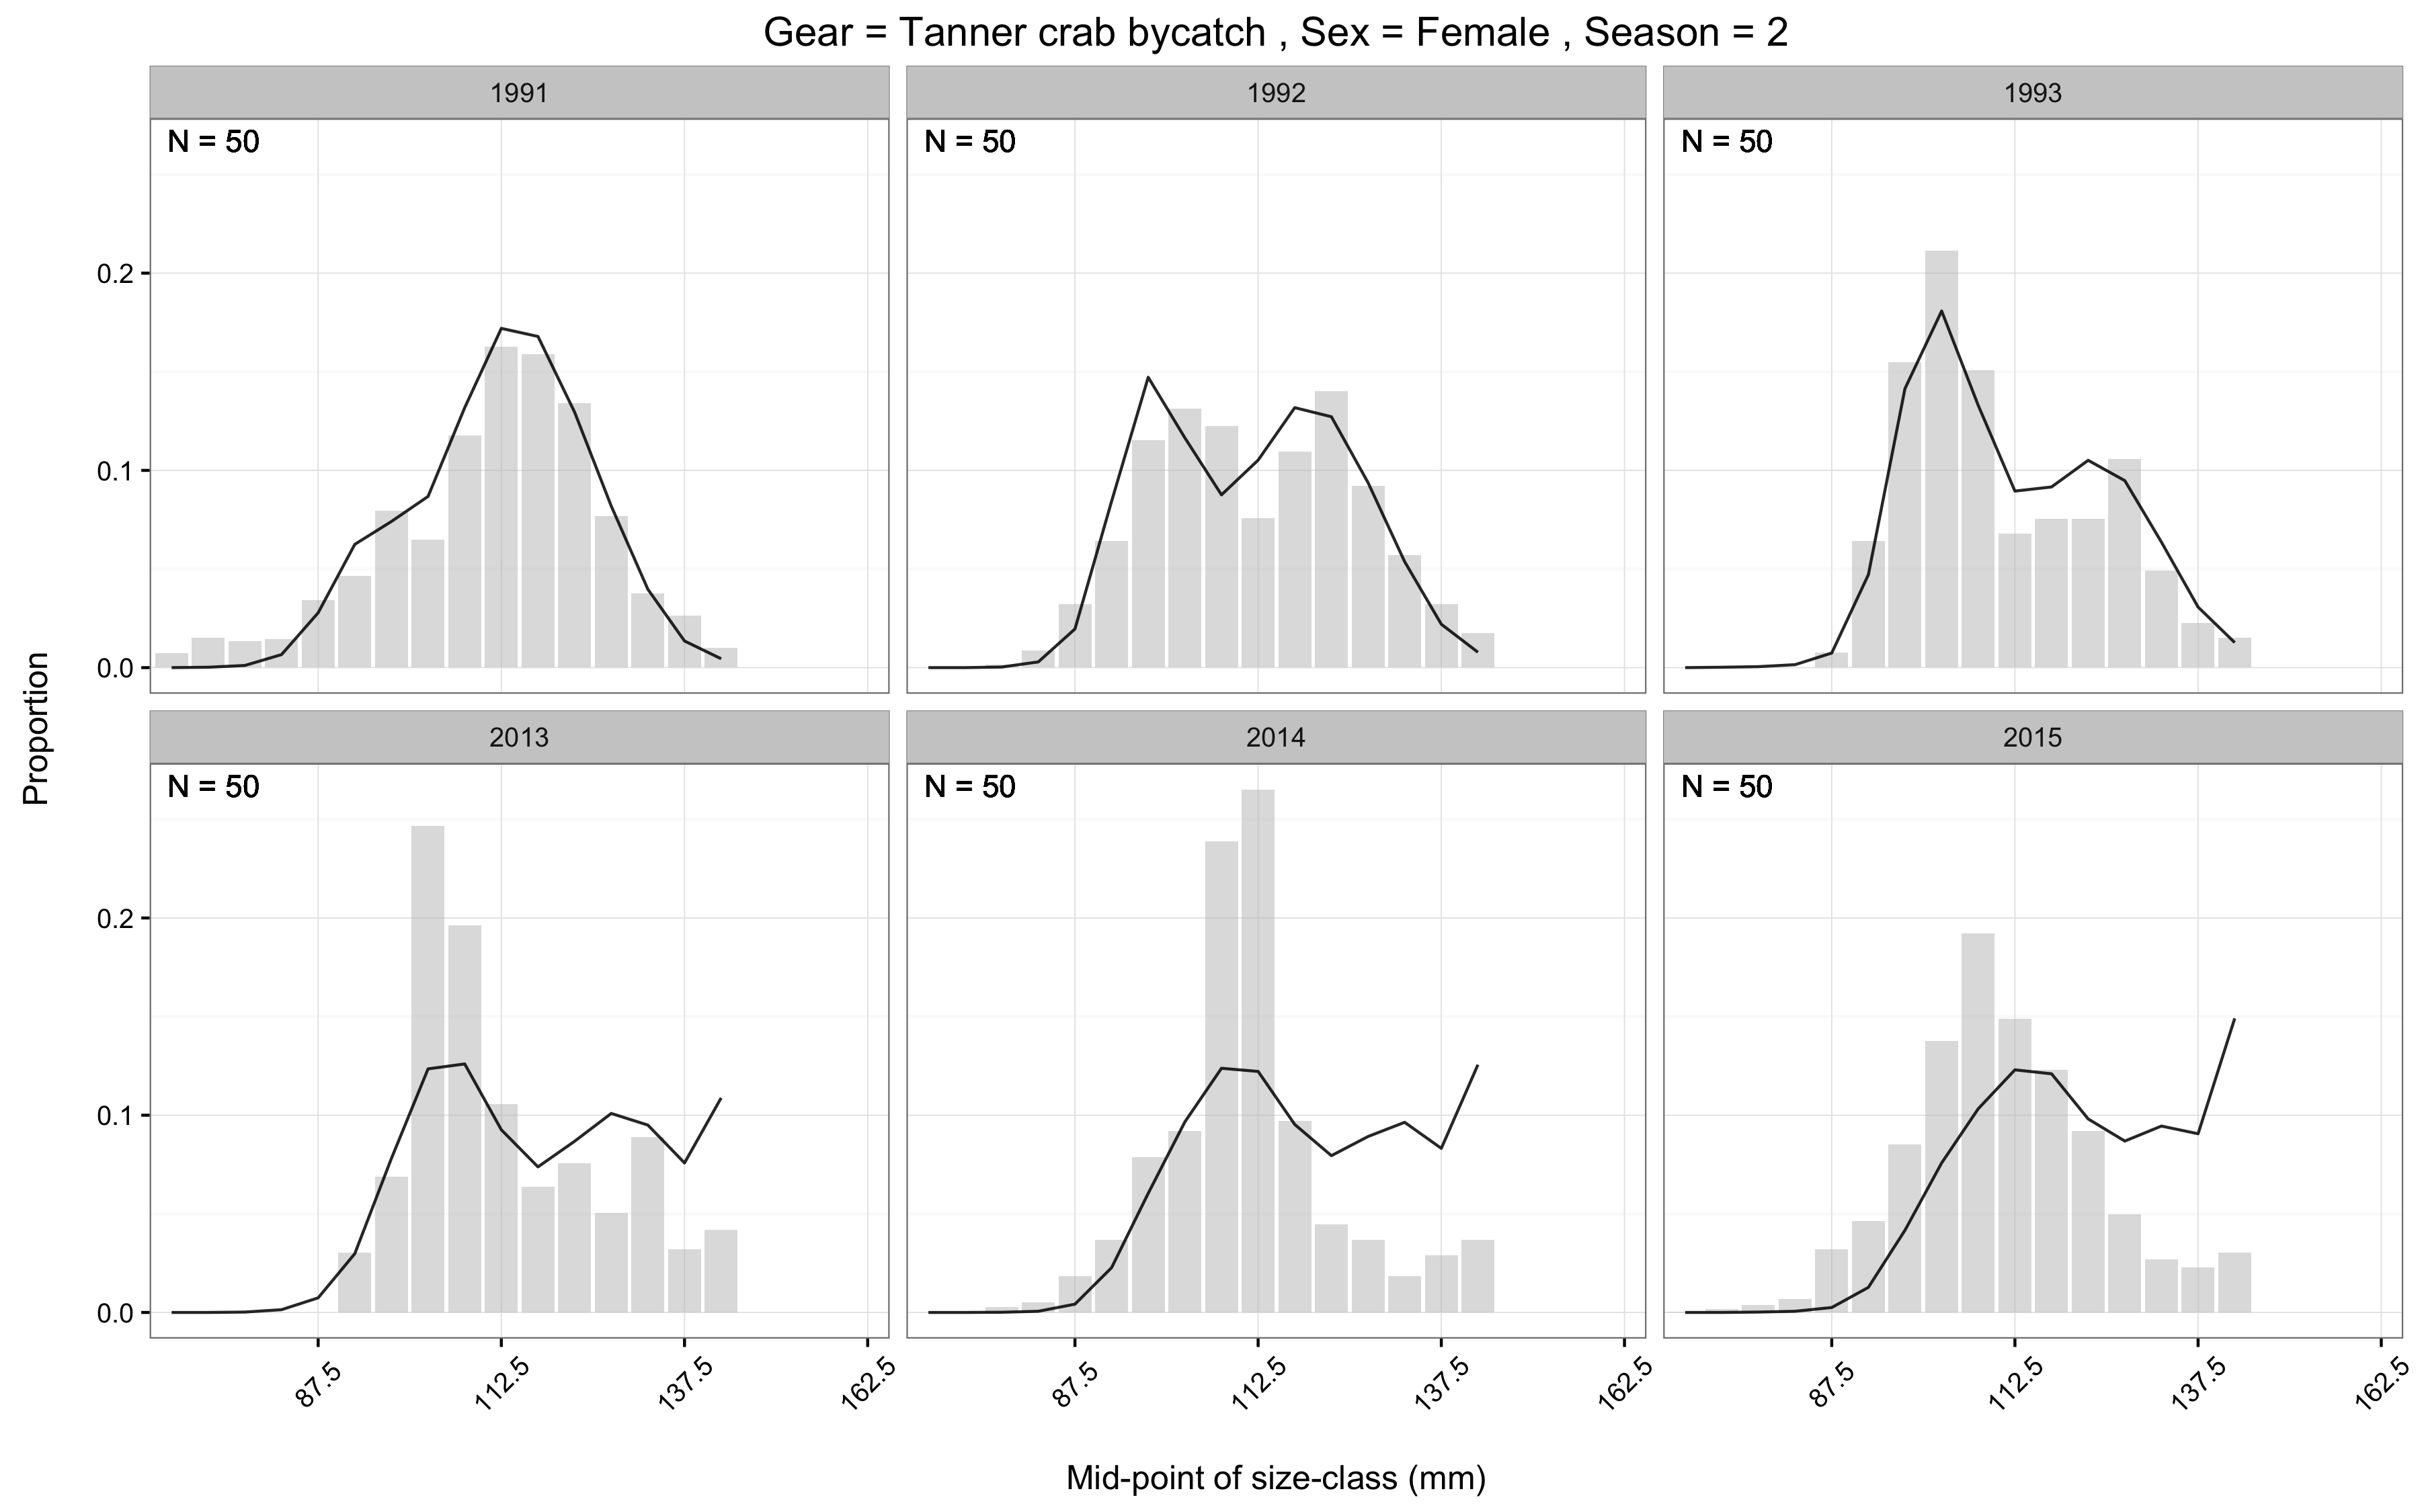 Gear = Tanner crab bycatch , Sex = Female , Season = 2
1991
1992
1993
N = 50
N = 50
N = 50
0.2
0.1
0.0
Proportion
2013
2014
2015
N = 50
N = 50
N = 50
0.2
0.1
0.0
87.5
112.5
137.5
162.5
87.5
112.5
137.5
162.5
87.5
112.5
137.5
162.5
Mid-point of size-class (mm)